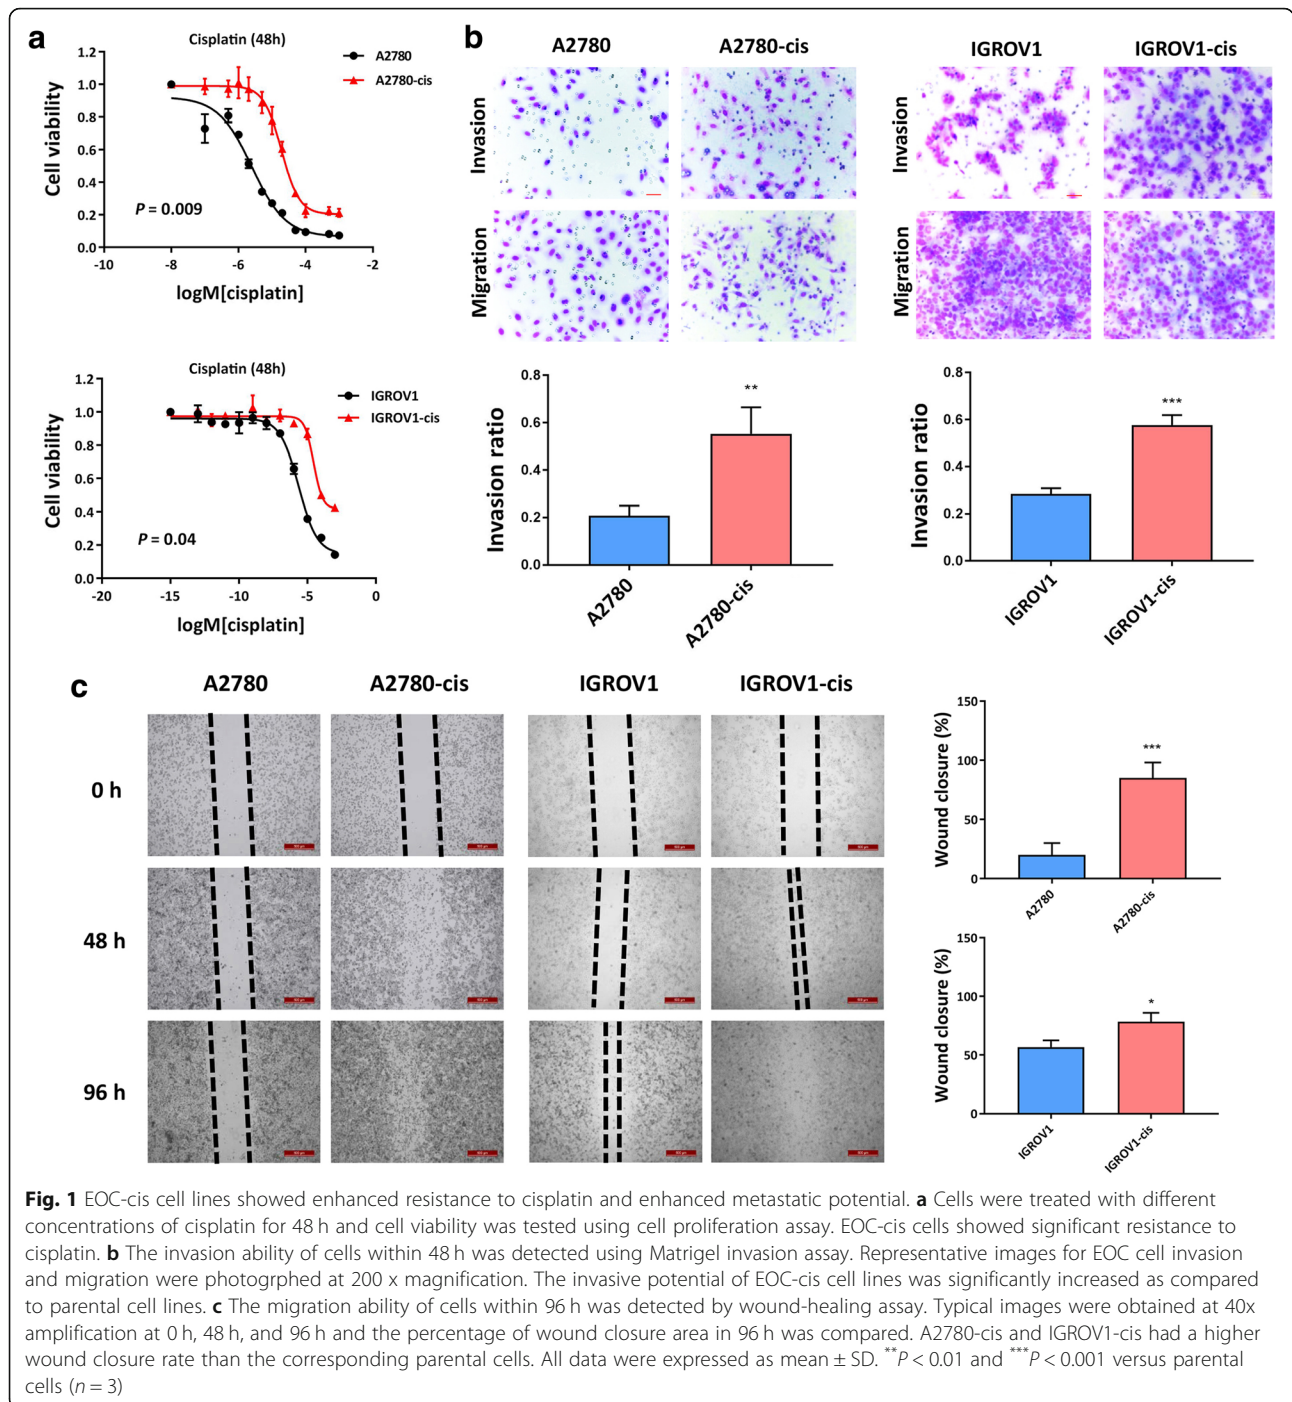 a
Cisplatin (48h)
A2780
A2780-cis
Cell viability
1.2
1.0
0.8
0.6
0.4
0.2
0.0
P = 0.009
-10
-8
-6
-4
-2
logM[cisplatin]
Cisplatin (48h)
IGROV1
IGROV1-cis
Cell viability
1.2
1.0
0.8
0.6
0.4
0.2
0.0
P = 0.04
-20
-15
-10
-5
0
logM[cisplatin]
b
A2780
A2780-cis
IGROV1
IGROV1-cis
Invasion
Migration
Invasion
Migration
Invasion ratio
0.8
0.6
0.4
0.2
0.0
**
A2780
A2780-cis
Invasion ratio
0.8
0.6
0.4
0.2
0.0
***
IGROV1
IGROV1-cis
c
A2780
A2780-cis
IGROV1
IGROV1-cis
0 h
48 h
96 h
Wound closure (%)
150
100
50
0
***
A2780
A2780-cis
Wound closure (%)
150
100
50
0
*
IGROV1
IGROV1-cis
Fig. 1 EOC-cis cell lines showed enhanced resistance to cisplatin and enhanced metastatic potential. a Cells were treated with different
concentrations of cisplatin for 48 h and cell viability was tested using cell proliferation assay. EOC-cis cells showed significant resistance to
cisplatin. b The invasion ability of cells within 48 h was detected using Matrigel invasion assay. Representative images for EOC cell invasion
and migration were photogrphed at 200 x magnification. The invasive potential of EOC-cis cell lines was significantly increased as compared
to parental cell lines. c The migration ability of cells within 96 h was detected by wound-healing assay. Typical images were obtained at 40x
amplification at 0 h, 48 h, and 96 h and the percentage of wound closure area in 96 h was compared. A2780-cis and IGROV1-cis had a higher
wound closure rate than the corresponding parental cells. All data were expressed as mean ± SD. **P < 0.01 and ***P < 0.001 versus parental
cells (n = 3)